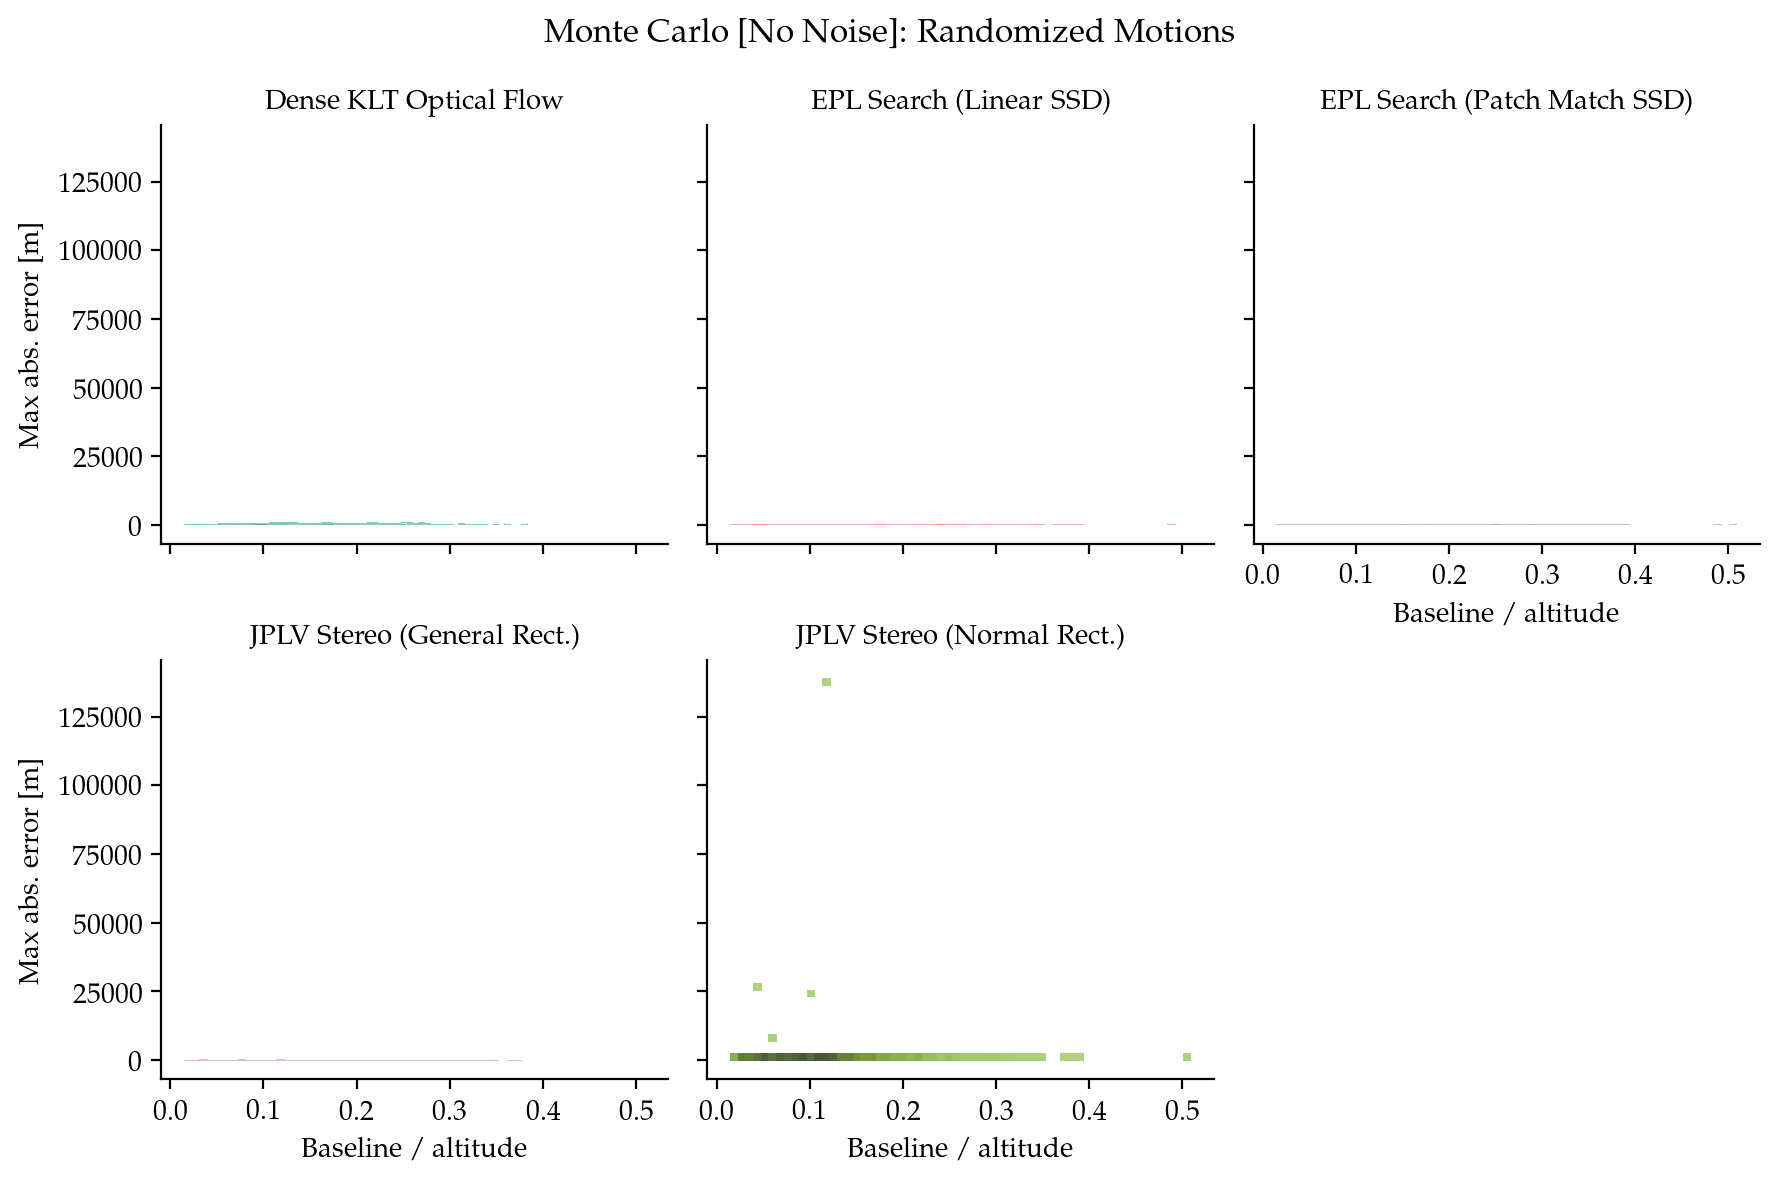 Monte Carlo [No Noise]: Randomized Motions
Dense KLT Optical Flow
EPL Search (Linear SSD)
EPL Search (Patch Match SSD)
Max abs. error [m]
125000
100000
75000
50000
25000
0
0.0 0.1 0.2 0.3 0.4 0.5
Baseline / altitude
JPLV Stereo (General Rect.)
JPLV Stereo (Normal Rect.)
Max abs. error [m]
125000
100000
75000
50000
25000
0
0.0 0.1 0.2 0.3 0.4 0.5
0.0 0.1 0.2 0.3 0.4 0.5
Baseline / altitude
Baseline / altitude